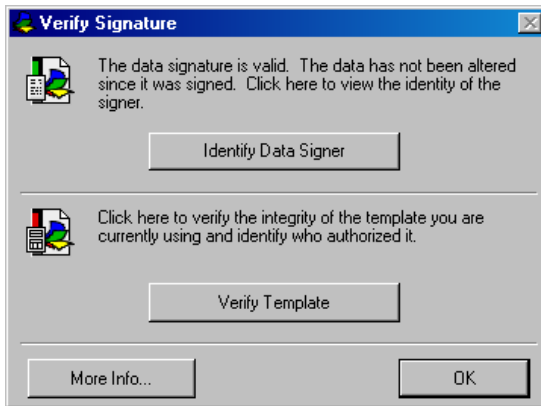 Verify Signature
The data signature is valid. The data has not been altered
since it was signed. Click here to view the identity of the
signer.
Identify Data Signer
Click here to verify the integrity of the template you are
currently using and identify who authorized it.
Verify Template
More Info...
OK